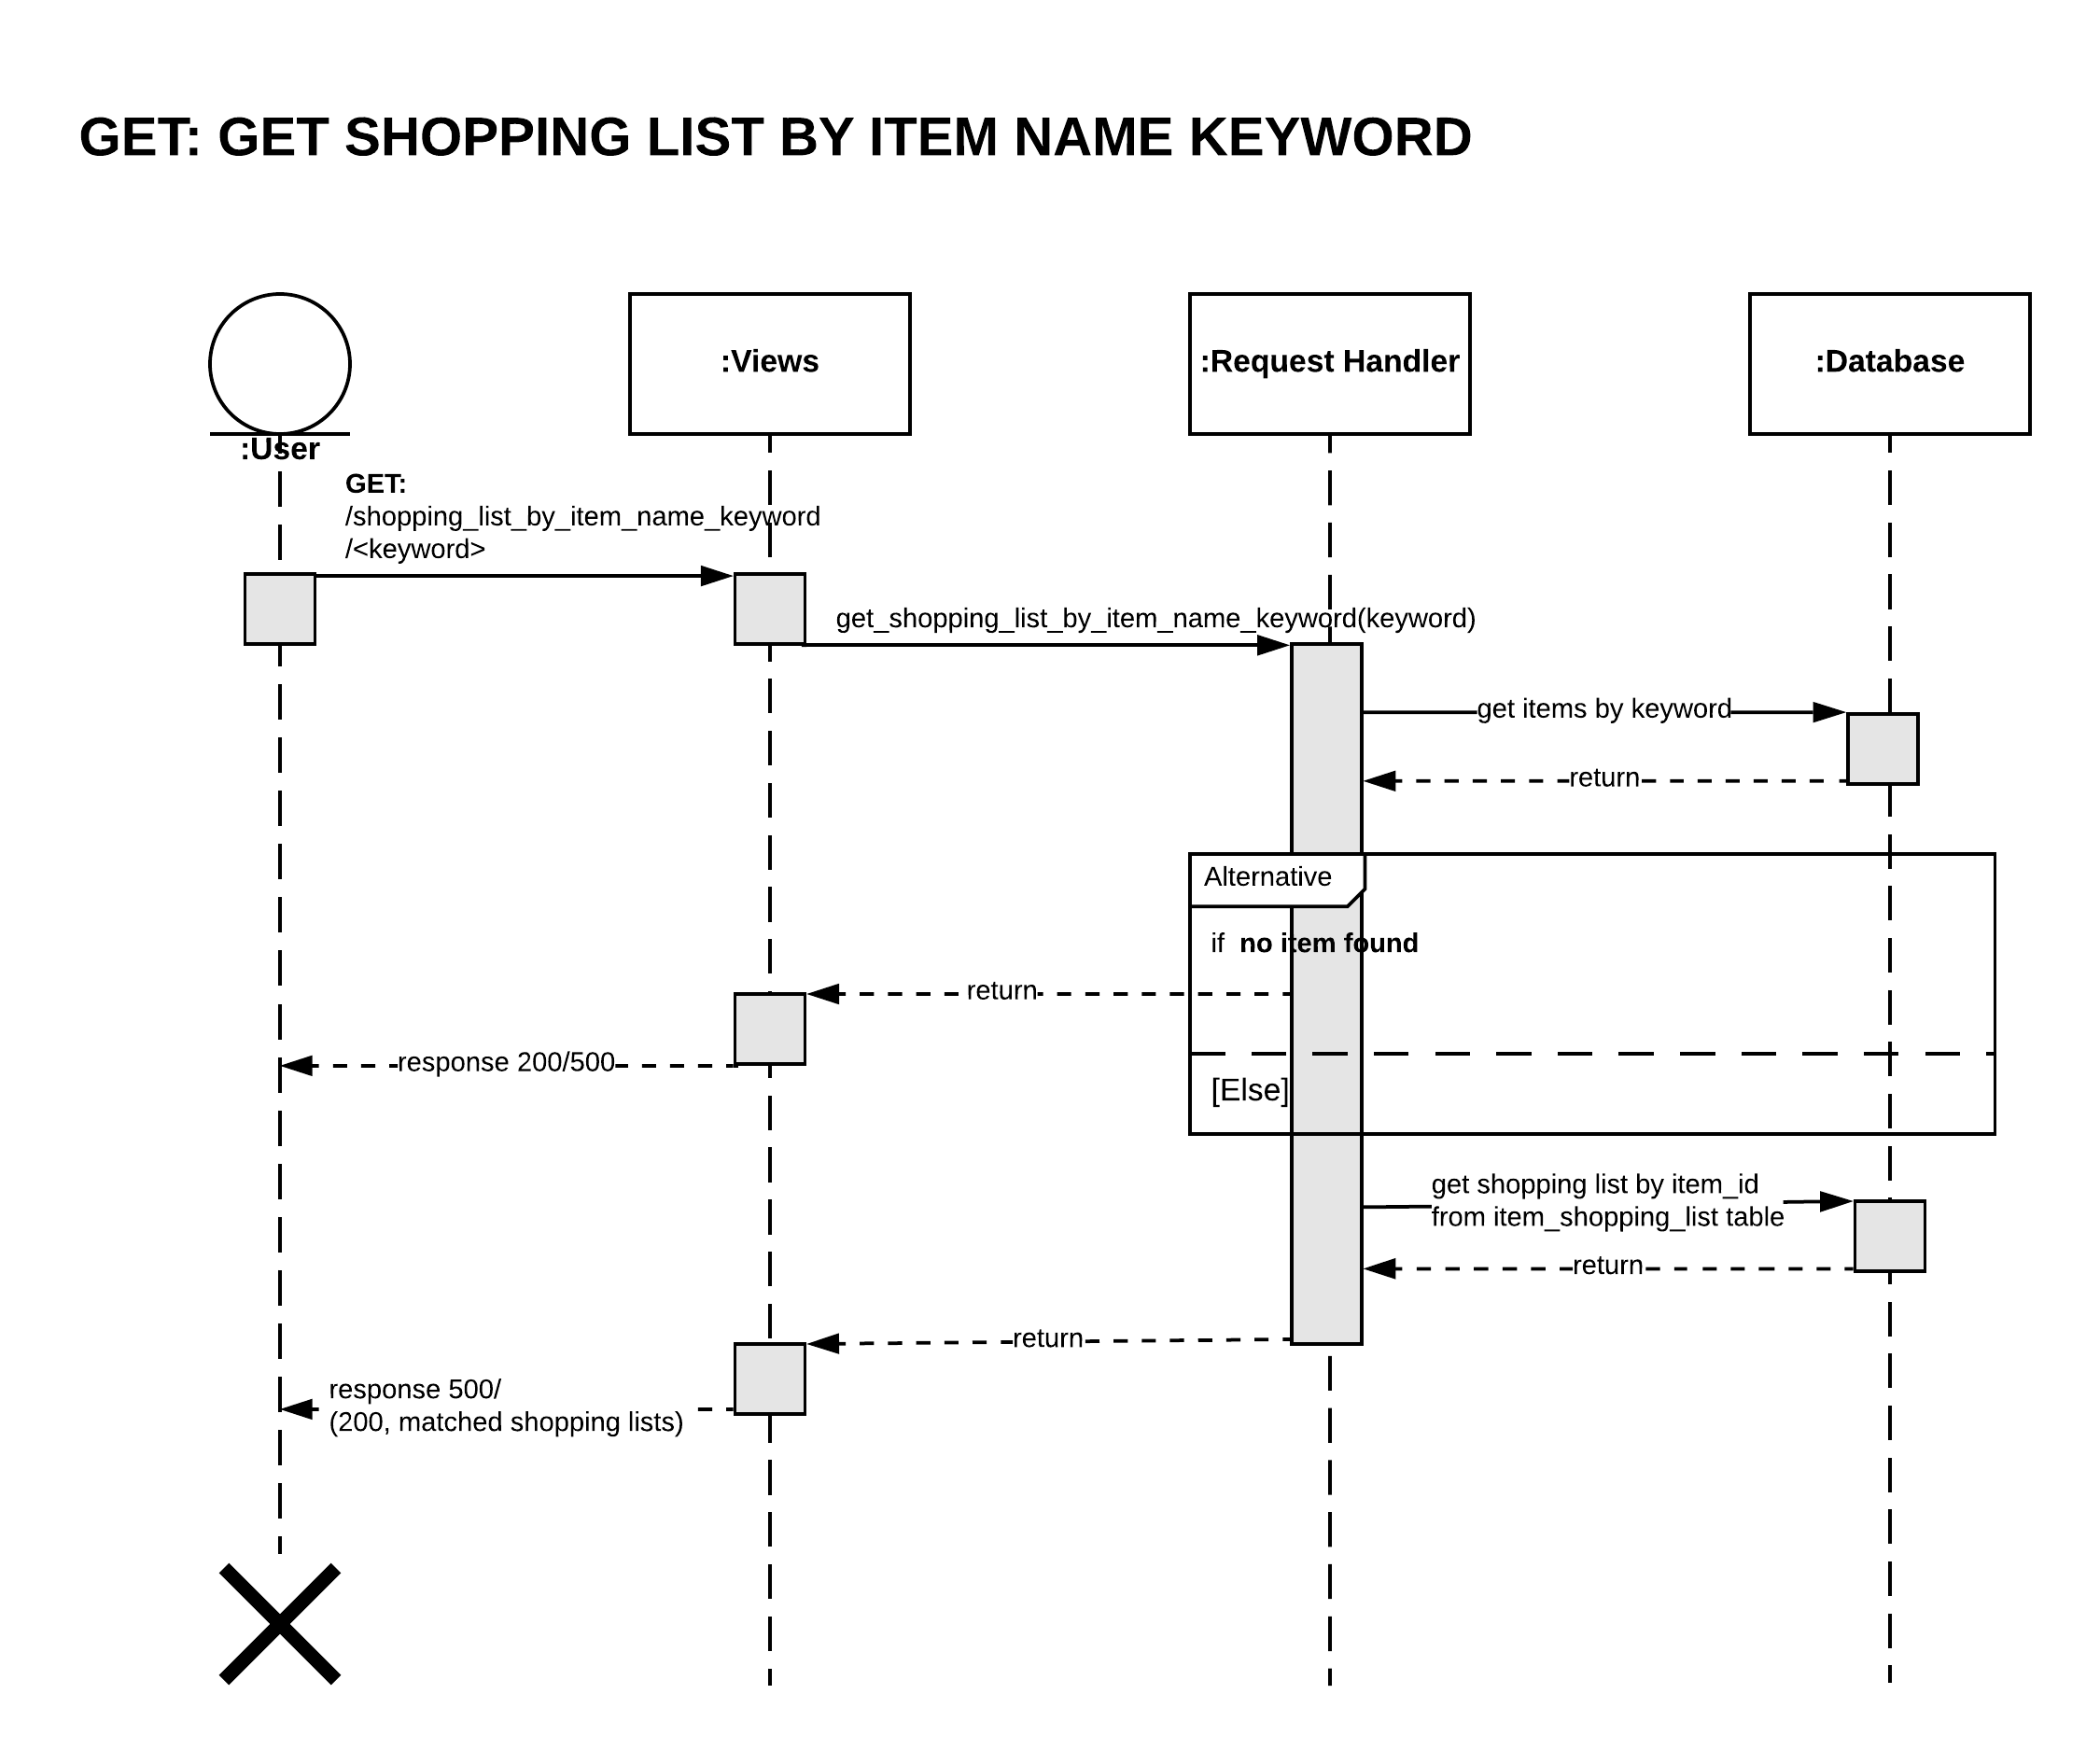 GET: GET SHOPPING LIST BY ITEM NAME KEYWORD
:User
:Views
:Request Handler
:Database
GET:
/shopping_list_by_item_name_keyword
/<keyword>
get_shopping_list_by_item_name_keyword(keyword)
get items by keyword
return
Alternative
if no item found
return
response 200/500
[Else]
get shopping list by item_id
from item_shopping_list table
return
return
response 500/
(200, matched shopping lists)